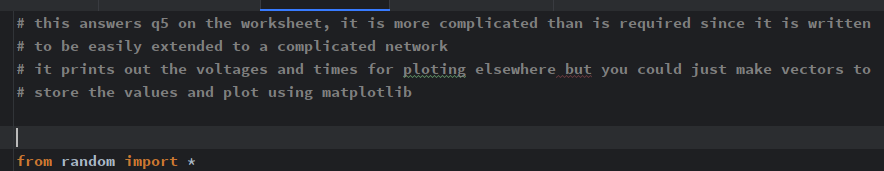 # this answers q5 on the worksheet, it is more complicated than is required since it is written
# to be easily extended to a complicated network
# it prints out the voltages and times for ploting elsewhere but you could just make vectors to
# store the values and plot using matplotlib
from random import *